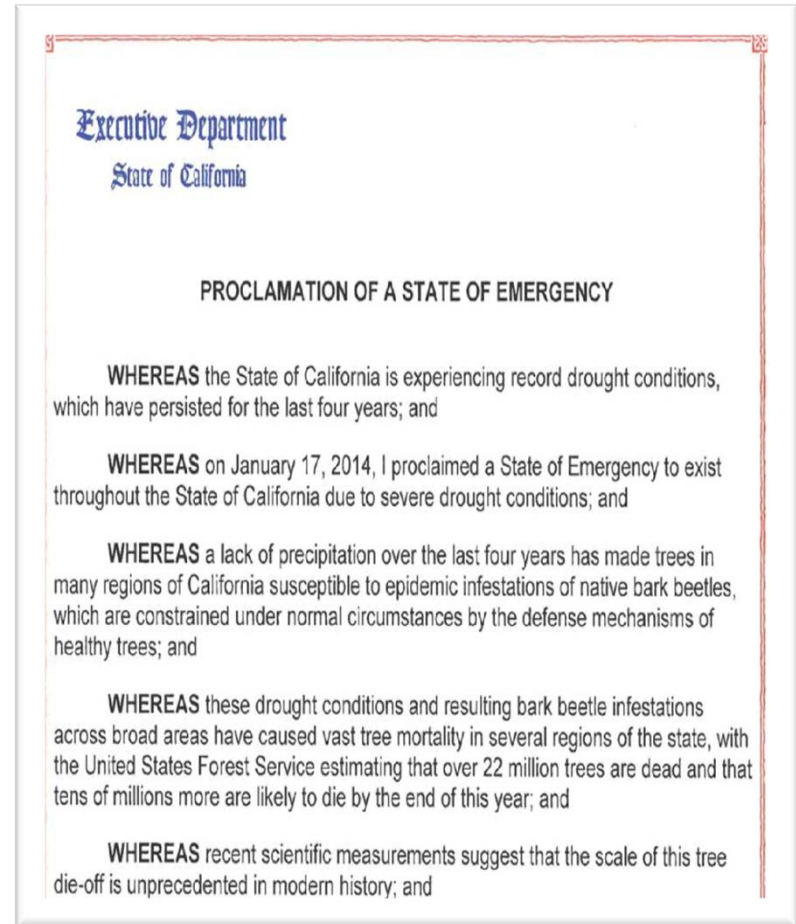 Executive Department
State of California
PROCLAMATION OF A STATE OF EMERGENCY
WHEREAS the State of California is experiencing record drought conditions,
which have persisted for the last four years; and
WHEREAS on January 17, 2014, I proclaimed a State of Emergency to exist
throughout the State of California due to severe drought conditions; and
WHEREAS a lack of precipitation over the last four years has made trees in
many regions of California susceptible to epidemic infestations of native bark beetles,
which are constrained under normal circumstances by the defense mechanisms of
healthy trees; and
WHEREAS these drought conditions and resulting bark beetle infestations
across broad areas have caused vast tree mortality in several regions of the state, with
the United States Forest Service estimating that over 22 million trees are dead and that
tens of millions more are likely to die by the end of this year; and
WHEREAS recent scientific measurements suggest that the scale of this tree
die-off is unprecedented in modern history; and